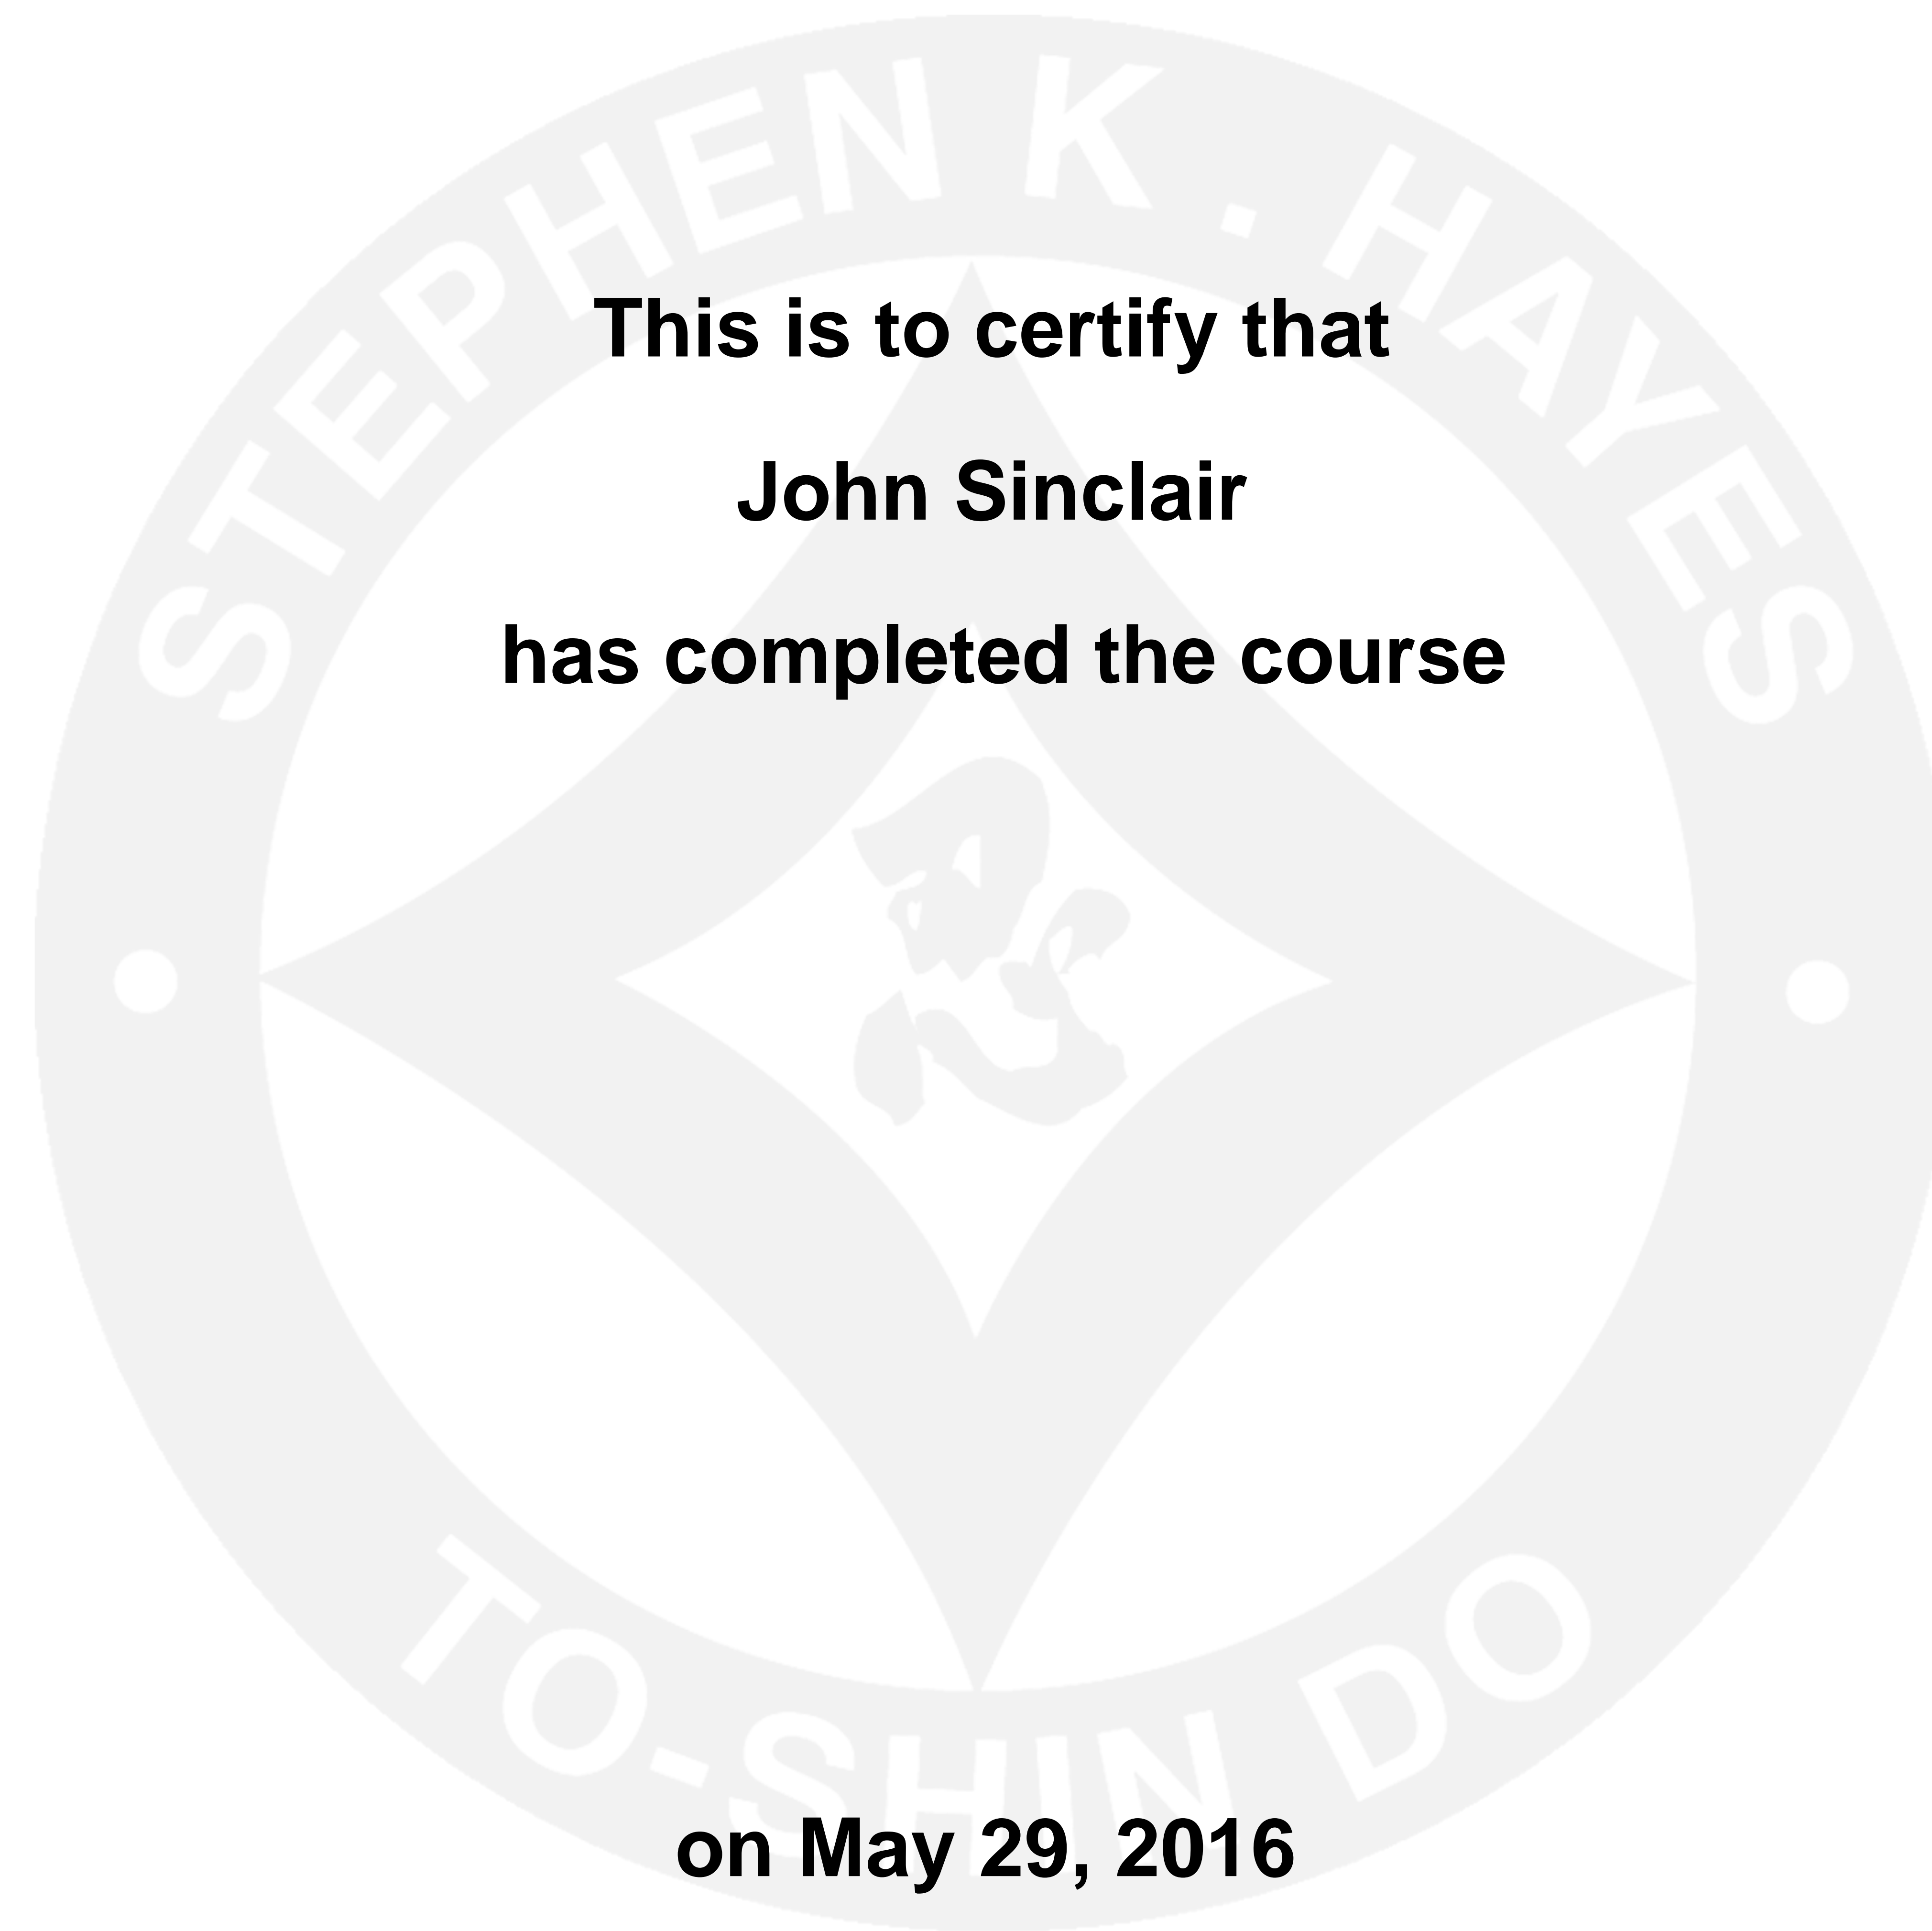 STEPHEN K. HAYES
This is to certify that
John Sinclair
has completed the course
忍
TO-SHIN DO
on May 29, 2016